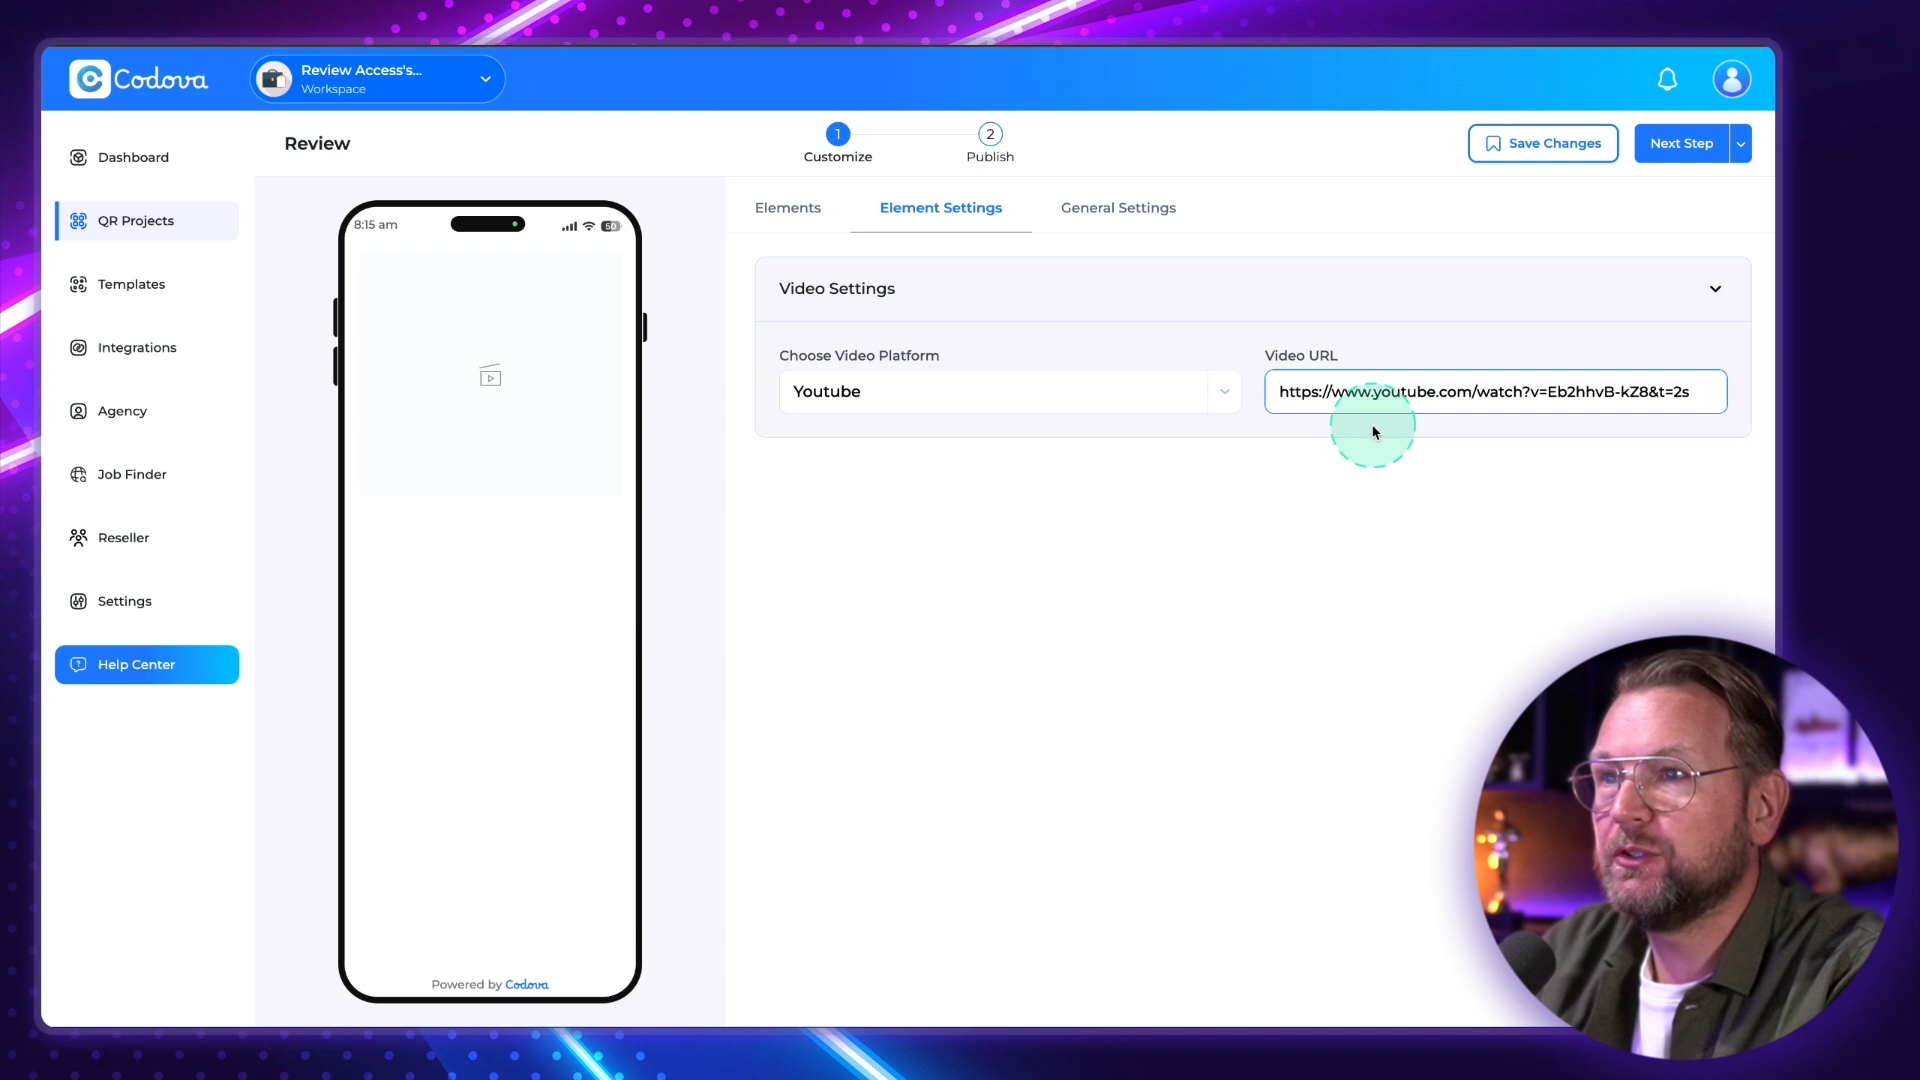 Codova
Review Access's...
Workspace
Dashboard
QR Projects
Templates
Integrations
Agency
Job Finder
Reseller
Settings
Help Center
Review
1
Customize
2
Publish
Save Changes
Next Step
8:15 am
50
Powered by Codova
Elements
Element Settings
General Settings
Video Settings
Choose Video Platform
Youtube
Video URL
https://www.youtube.com/watch?v=Eb2hhvB-kZ8&t=2s